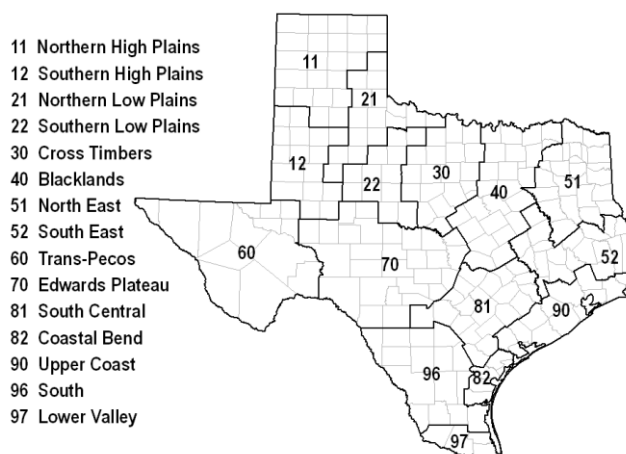 11 Northern High Plains
12 Southern High Plains
21 Northern Low Plains
22 Southern Low Plains
30 Cross Timbers
40 Blacklands
51 North East
52 South East
60 Trans-Pecos
70 Edwards Plateau
81 South Central
82 Coastal Bend
90 Upper Coast
96 South
97 Lower Valley
11
21
12
22
30
40
51
60
70
52
81
90
96
82
97